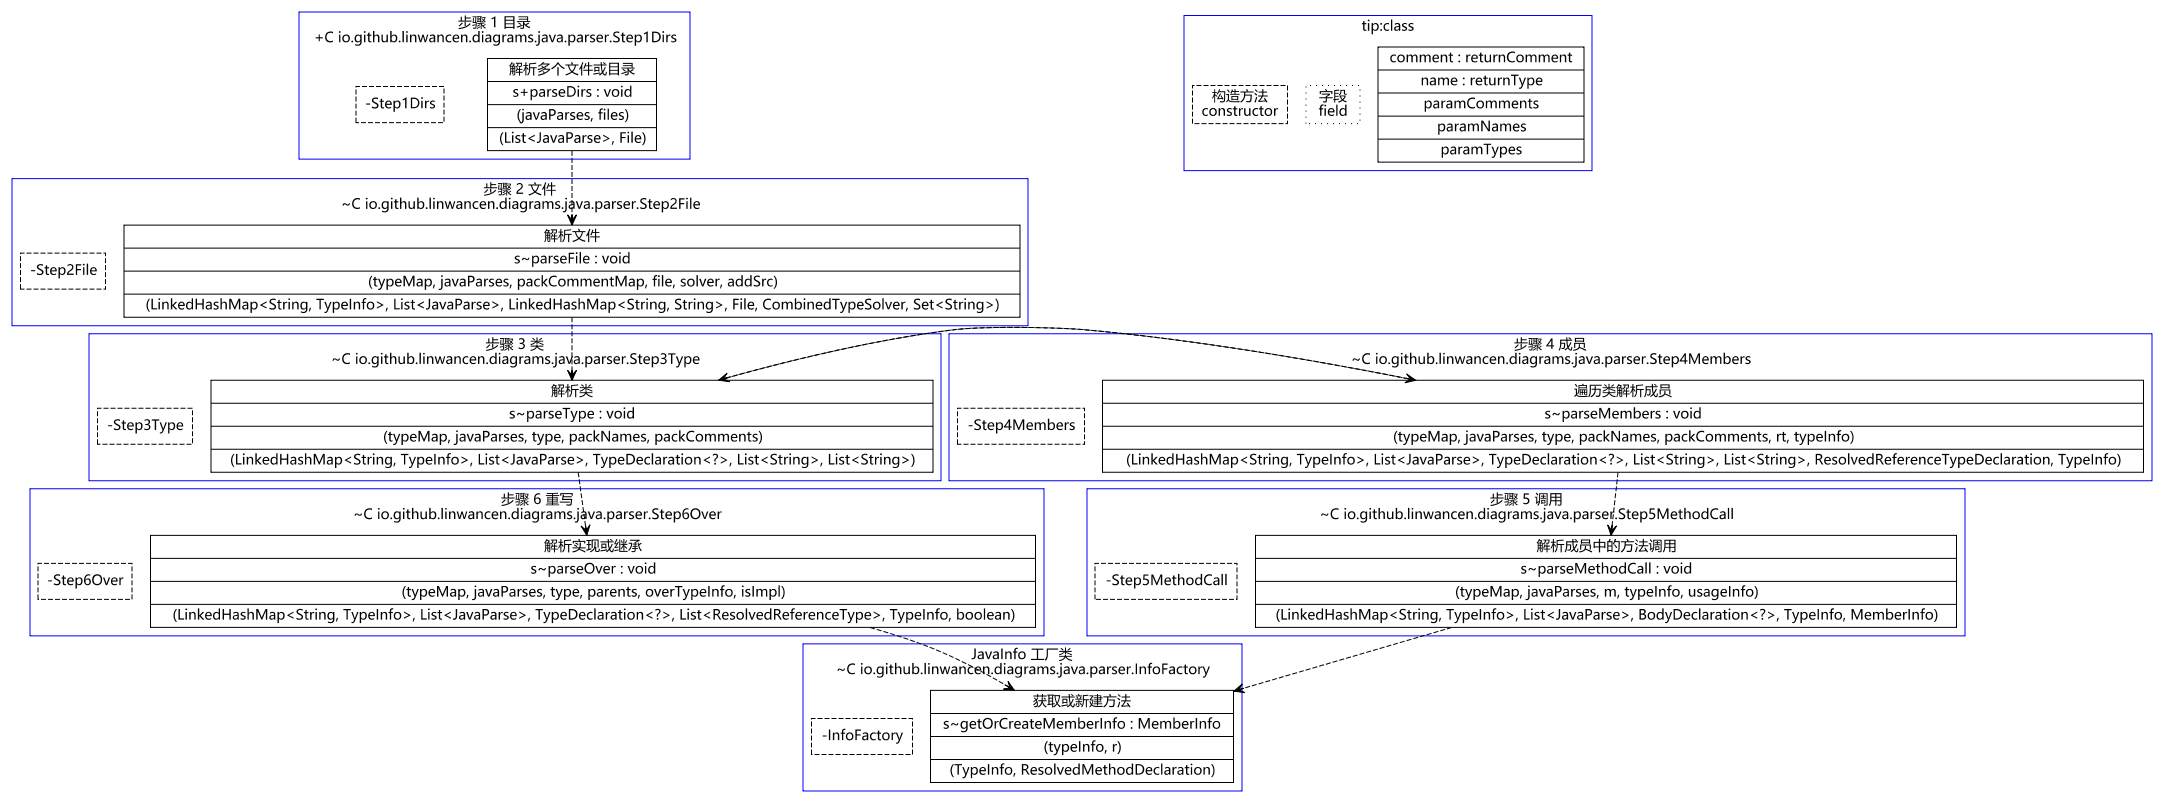 步骤 1 目录
+C io.github.linwancen.diagrams.java.parser.Step1Dirs
-Step1Dirs
解析多个文件或目录
s+parseDirs : void
(javaParses, files)
(List<JavaParse>, File)
tip:class
构造方法
constructor
字段
field
comment : returnComment
name : returnType
paramComments
paramNames
paramTypes
步骤 2 文件
~C io.github.linwancen.diagrams.java.parser.Step2File
-Step2File
解析文件
s~parseFile : void
(typeMap, javaParses, packCommentMap, file, solver, addSrc)
(LinkedHashMap<String, TypeInfo>, List<JavaParse>, LinkedHashMap<String, String>, File, CombinedTypeSolver, Set<String>)
步骤 3 类
~C io.github.linwancen.diagrams.java.parser.Step3Type
-Step3Type
解析类
s~parseType : void
(typeMap, javaParses, type, packNames, packComments)
(LinkedHashMap<String, TypeInfo>, List<JavaParse>, TypeDeclaration<?>, List<String>, List<String>)
步骤 4 成员
~C io.github.linwancen.diagrams.java.parser.Step4Members
-Step4Members
遍历类解析成员
s~parseMembers : void
(typeMap, javaParses, type, packNames, packComments, rt, typeInfo)
(LinkedHashMap<String, TypeInfo>, List<JavaParse>, TypeDeclaration<?>, List<String>, List<String>, ResolvedReferenceTypeDeclaration, TypeInfo)
步骤 6 重写
~C io.github.linwancen.diagrams.java.parser.Step6Over
-Step6Over
解析实现或继承
s~parseOver : void
(typeMap, javaParses, type, parents, overTypeInfo, isImpl)
(LinkedHashMap<String, TypeInfo>, List<JavaParse>, TypeDeclaration<?>, List<ResolvedReferenceType>, TypeInfo, boolean)
步骤 5 调用
~C io.github.linwancen.diagrams.java.parser.Step5MethodCall
-Step5MethodCall
解析成员中的方法调用
s~parseMethodCall : void
(typeMap, javaParses, m, typeInfo, usageInfo)
(LinkedHashMap<String, TypeInfo>, List<JavaParse>, BodyDeclaration<?>, TypeInfo, MemberInfo)
JavaInfo 工厂类
~C io.github.linwancen.diagrams.java.parser.InfoFactory
-InfoFactory
获取或新建方法
s~getOrCreateMemberInfo : MemberInfo
(typeInfo, r)
(TypeInfo, ResolvedMethodDeclaration)